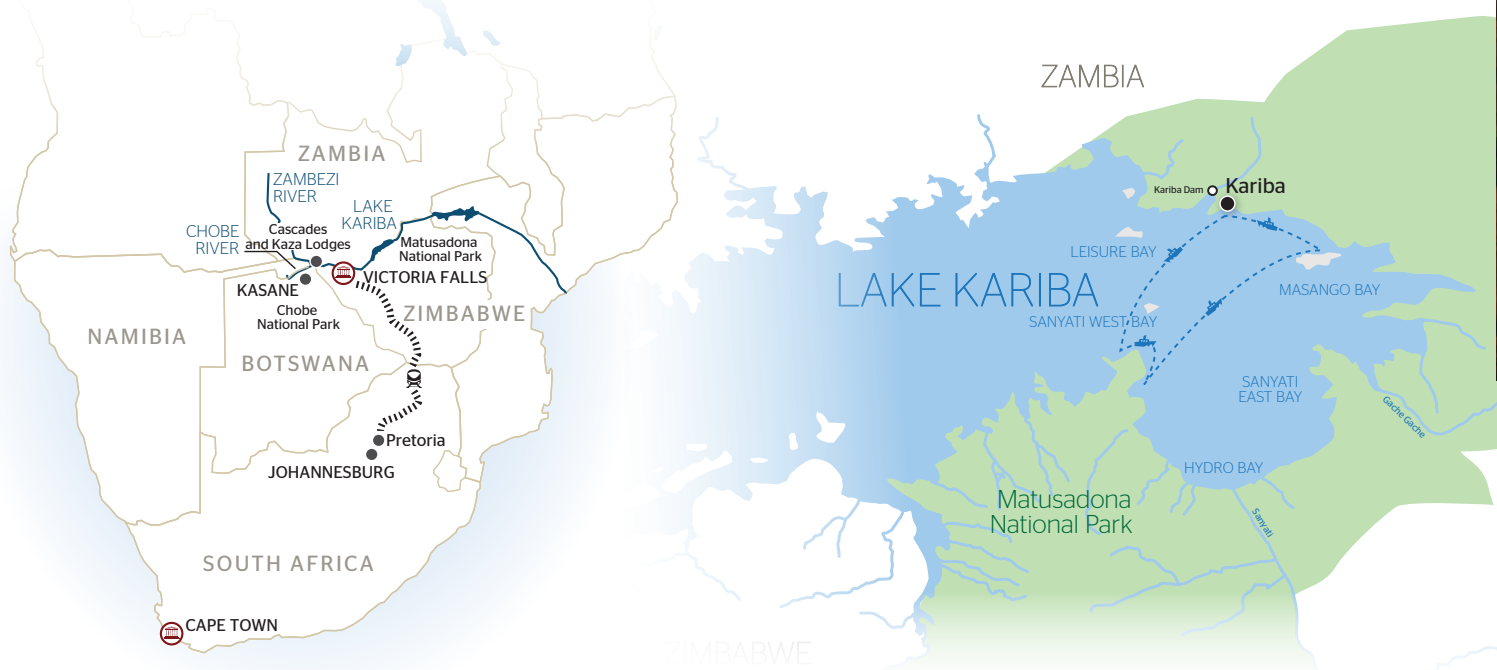 ZAMBIA
ZAMBEZI
RIVER
LAKE
KARIBA
CHOBE
RIVER
Cascades
and Kaza Lodges
Matusadona
National Park
VICTORIA FALLS
KASANE
Chobe
National Park
ZIMBABWE
NAMIBIA
BOTSWANA
Pretoria
JOHANNESBURG
SOUTH AFRICA
CAPE TOWN
ZAMBIA
Kariba Dam
Kariba
LEISURE BAY
LAKE KARIBA
MASANGO BAY
SANYATI WEST BAY
SANYATI
EAST BAY
Gache Gache
HYDRO BAY
Matusadona
National Park
Sanyati
ZIMBABWE